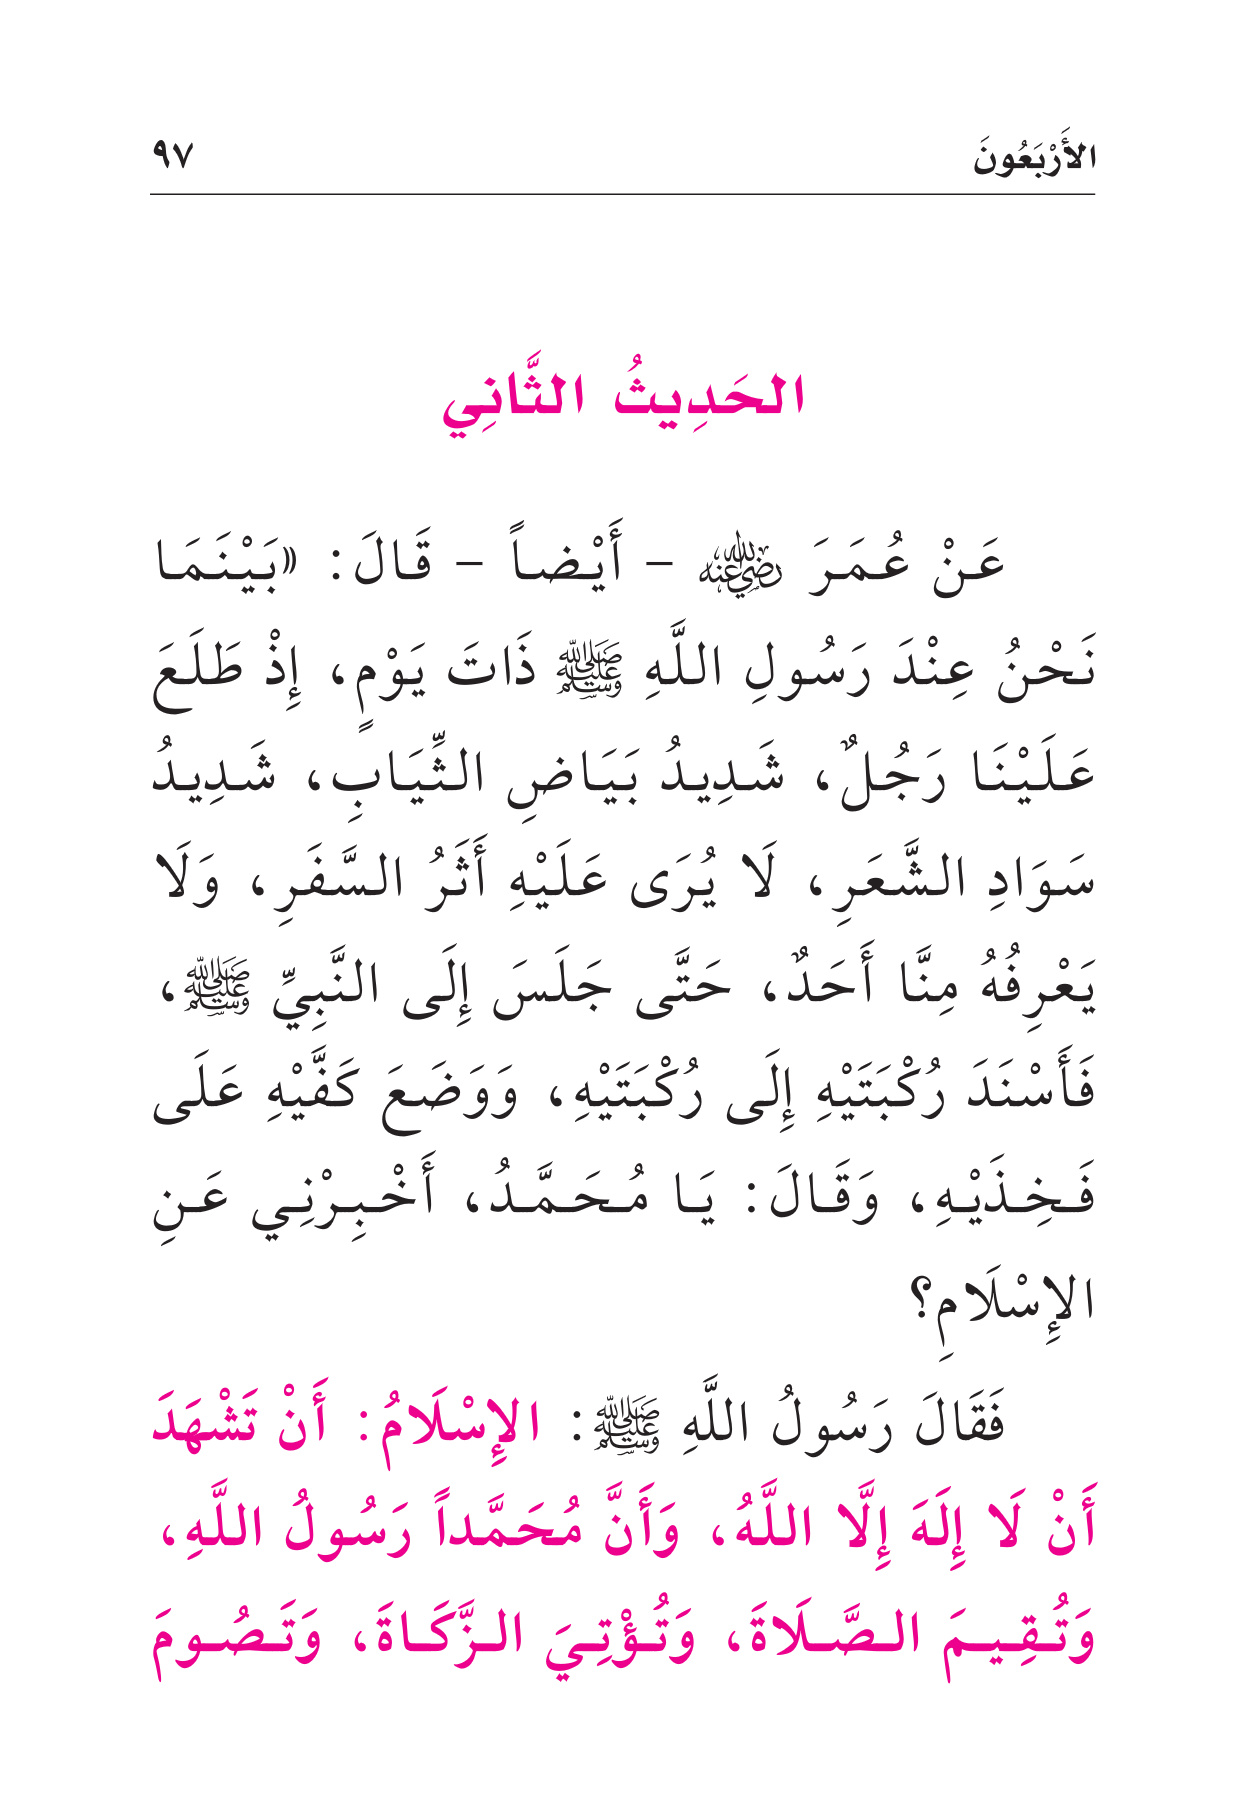 الأَرْبَعُونَ ٩٧
الحَدِيثُ الثَّانِي
عَنْ عُمَرَ رضي الله عنه - أَيْضاً - قَالَ: «بَيْنَمَا
نَحْنُ عِنْدَ رَسُولِ اللَّهِ ﷺ ذَاتَ يَوْمٍ، إِذْ طَلَعَ
عَلَيْنَا رَجُلٌ، شَدِيدُ بَيَاضِ الثِّيَابِ، شَدِيدُ
سَوَادِ الشَّعَرِ، لَا يُرَى عَلَيْهِ أَثَرُ السَّفَرِ، وَلَا
يَعْرِفُهُ مِنَّا أَحَدٌ، حَتَّى جَلَسَ إِلَى النَّبِيِّ ﷺ،
فَأَسْنَدَ رُكْبَتَيْهِ إِلَى رُكْبَتَيْهِ، وَوَضَعَ كَفَّيْهِ عَلَى
فَخِذَيْهِ، وَقَالَ: يَا مُحَمَّدُ، أَخْبِرْنِي عَنِ
الإِسْلَامِ؟
فَقَالَ رَسُولُ اللَّهِ ﷺ: الإِسْلَامُ: أَنْ تَشْهَدَ
أَنْ لَا إِلَهَ إِلَّا اللَّهُ، وَأَنَّ مُحَمَّداً رَسُولُ اللَّهِ،
وَتُقِيمَ الصَّلَاةَ، وَتُؤْتِيَ الزَّكَاةَ، وَتَصُومَ